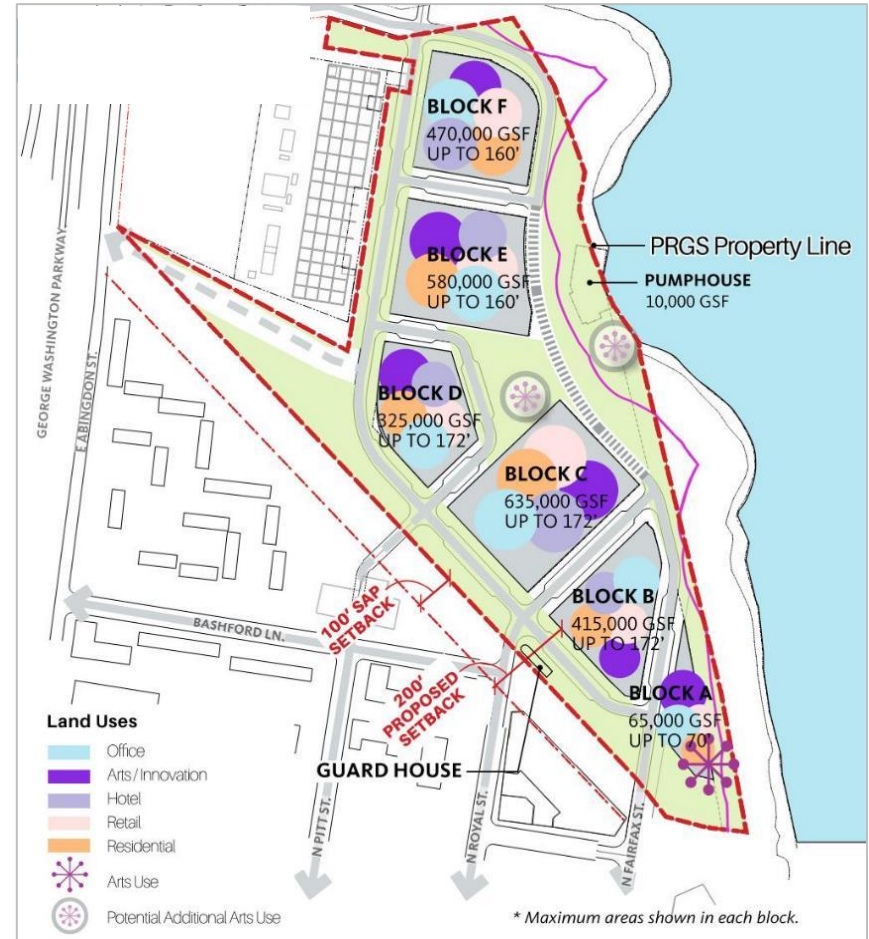 BLOCK F
470,000 GSF
UP TO 160'
BLOCK E
580,000 GSF
UP TO 160'
PRGS Property Line
PUMPHOUSE
10,000 GSF
GEORGE WASHINGTON PARKWAY
E ABINGDON ST.
BLOCK D
325,000 GSF
UP TO 172'
BLOCK C
635,000 GSF
UP TO 172'
BLOCK B
415,000 GSF
UP TO 172'
100' SAP
SETBACK
BASHFORD LN.
200'
PROPOSED
SETBACK
BLOCK A
65,000 GSF
UP TO 70'
GUARD HOUSE
N PITT ST.
N ROYAL ST.
N FAIRFAX ST.
Land Uses
Office
Arts / Innovation
Hotel
Retail
Residential
Arts Use
Potential Additional Arts Use
* Maximum areas shown in each block.